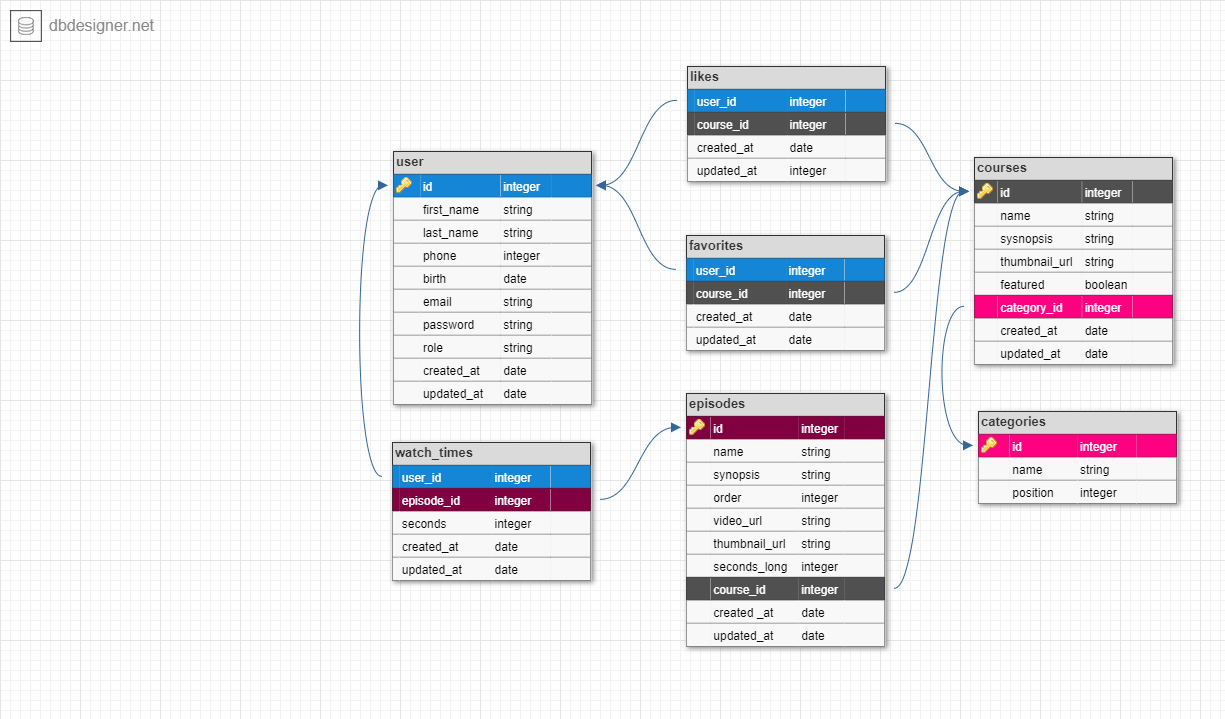 dbdesigner.net
likes
user_id integer
course_id integer
created_at date
updated_at integer
user
id integer
first_name string
last_name string
phone integer
birth date
email string
password string
role string
created_at date
updated_at date
courses
id integer
name string
sysnopsis string
thumbnail_url string
featured boolean
category_id integer
created_at date
updated_at date
favorites
user_id integer
course_id integer
created_at date
updated_at date
episodes
id integer
name string
synopsis string
order integer
video_url string
thumbnail_url string
seconds_long integer
course_id integer
created _at date
updated_at date
categories
id integer
name string
position integer
watch_times
user_id integer
episode_id integer
seconds integer
created_at date
updated_at date